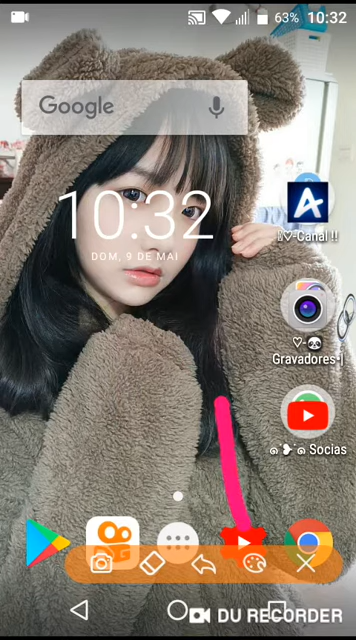 63% 10:32
Google
10:32
DOM, 9 DE MAI
♡-Canal !!
♡-🐼
Gravadores
Socias
DU RECORDER